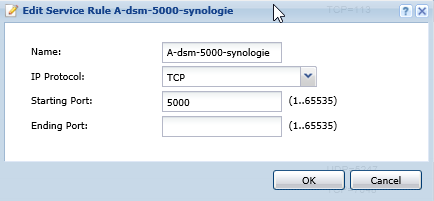 Edit Service Rule A-dsm-5000-synologie
Name: A-dsm-5000-synologie
IP Protocol: TCP
Starting Port: 5000 (1..65535)
Ending Port: (1..65535)
OK Cancel